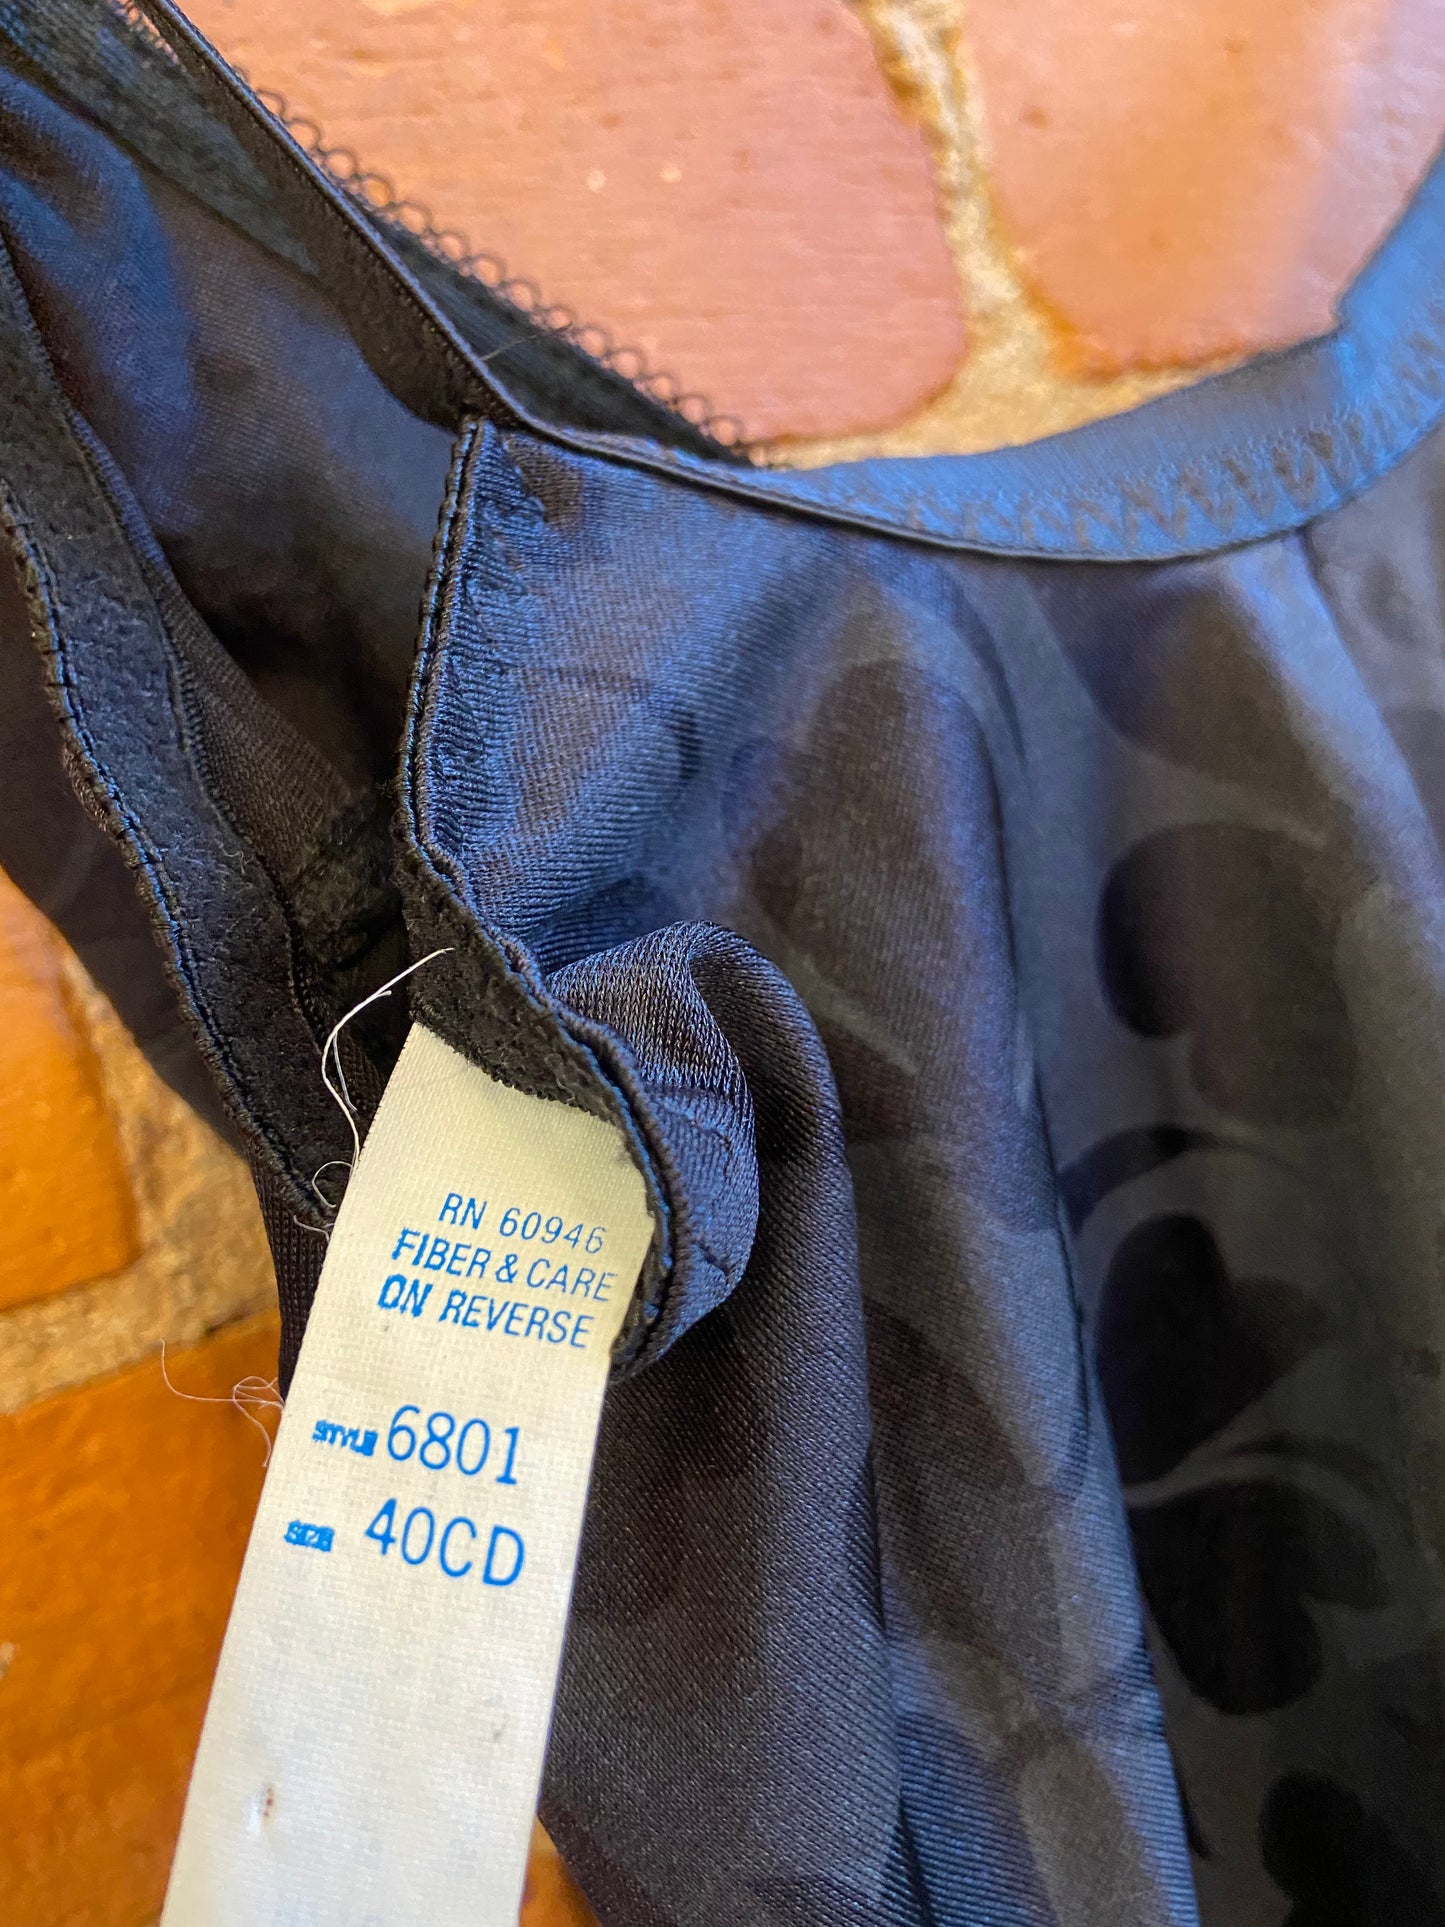 RN 60946
FIBER & CARE
ON REVERSE
STYLE 6801
SIZE 40CD